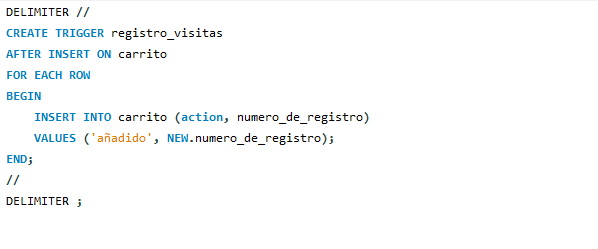 DELIMITER //
CREATE TRIGGER registro_visitas
AFTER INSERT ON carrito
FOR EACH ROW
BEGIN
    INSERT INTO carrito (action, numero_de_registro)
    VALUES ('añadido', NEW.numero_de_registro);
END;
//
DELIMITER ;